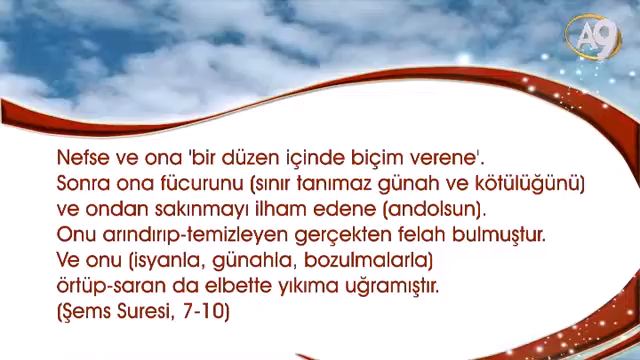 A9
Nefse ve ona 'bir düzen içinde biçim verene'.
Sonra ona fücurunu (sınır tanımaz günah ve kötülüğünü)
ve ondan sakınmayı ilham edene (andolsun).
Onu arındırıp-temizleyen gerçekten felah bulmuştur.
Ve onu (isyanla, günahla, bozulmalarla)
örtüp-saran da elbette yıkıma uğramıştır.
(Şems Suresi, 7-10)